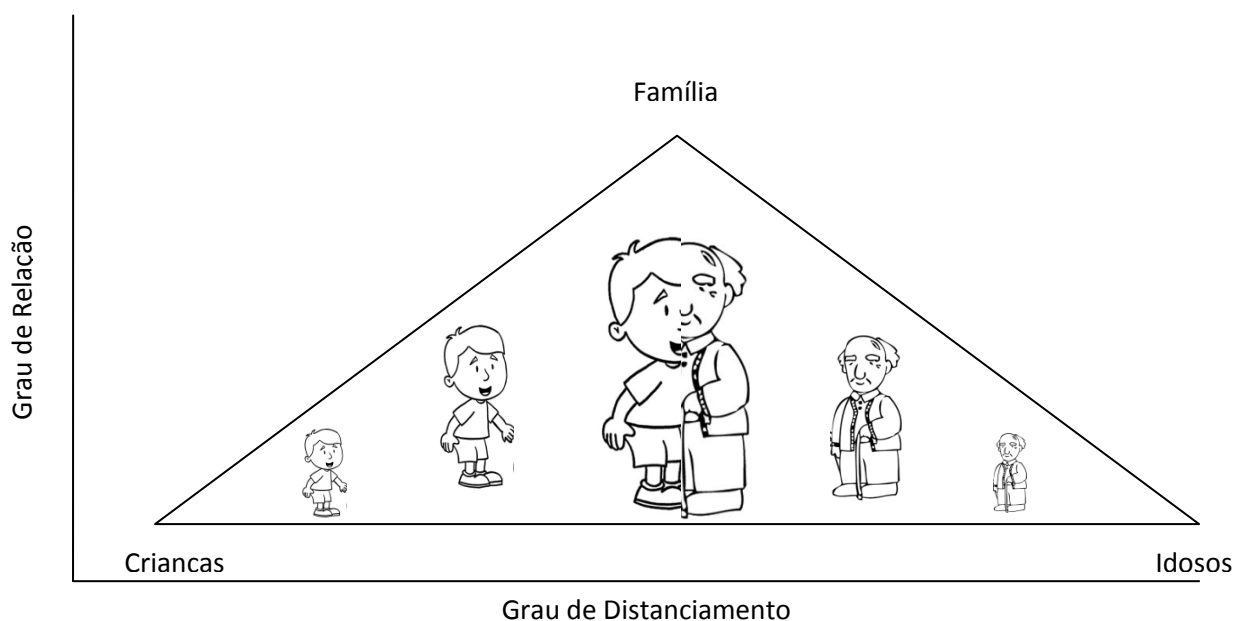 Família
Grau de Relação
Criancas
Idosos
Grau de Distanciamento